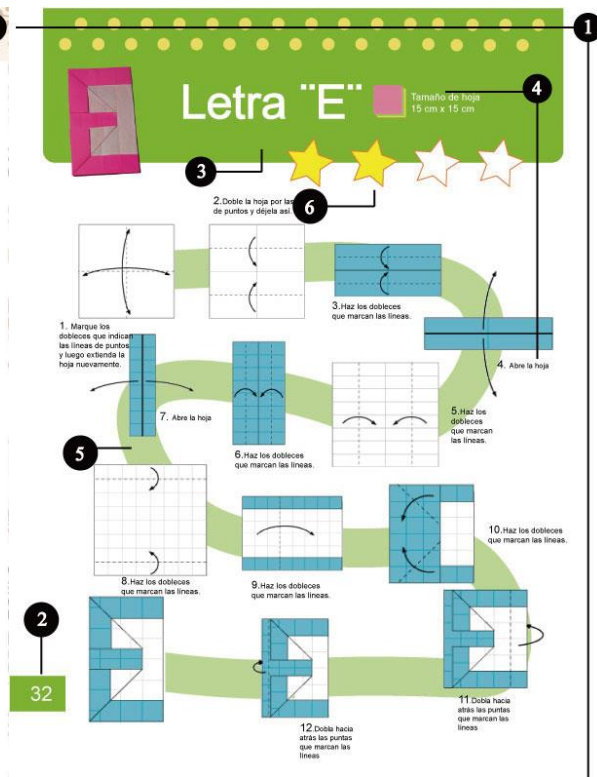 1
Letra ¨E¨
Tamaño de hoja
15 cm x 15 cm
4
3
6
2.Doble la hoja por las
de puntos y déjela así.
1. Marque los
dobleces que indican
las líneas de puntos
y luego extienda la
hoja nuevamente.
3.Haz los dobleces
que marcan las líneas.
4. Abre la hoja
7. Abre la hoja
6.Haz los dobleces
que marcan las líneas.
5.Haz los
dobleces
que marcan
las líneas.
5
8.Haz los dobleces
que marcan las líneas.
9.Haz los dobleces
que marcan las líneas.
10.Haz los dobleces
que marcan las líneas.
2
32
12.Dobla hacia
atrás las puntas
que marcan las
líneas
11.Dobla hacia
atrás las puntas
que marcan las
líneas